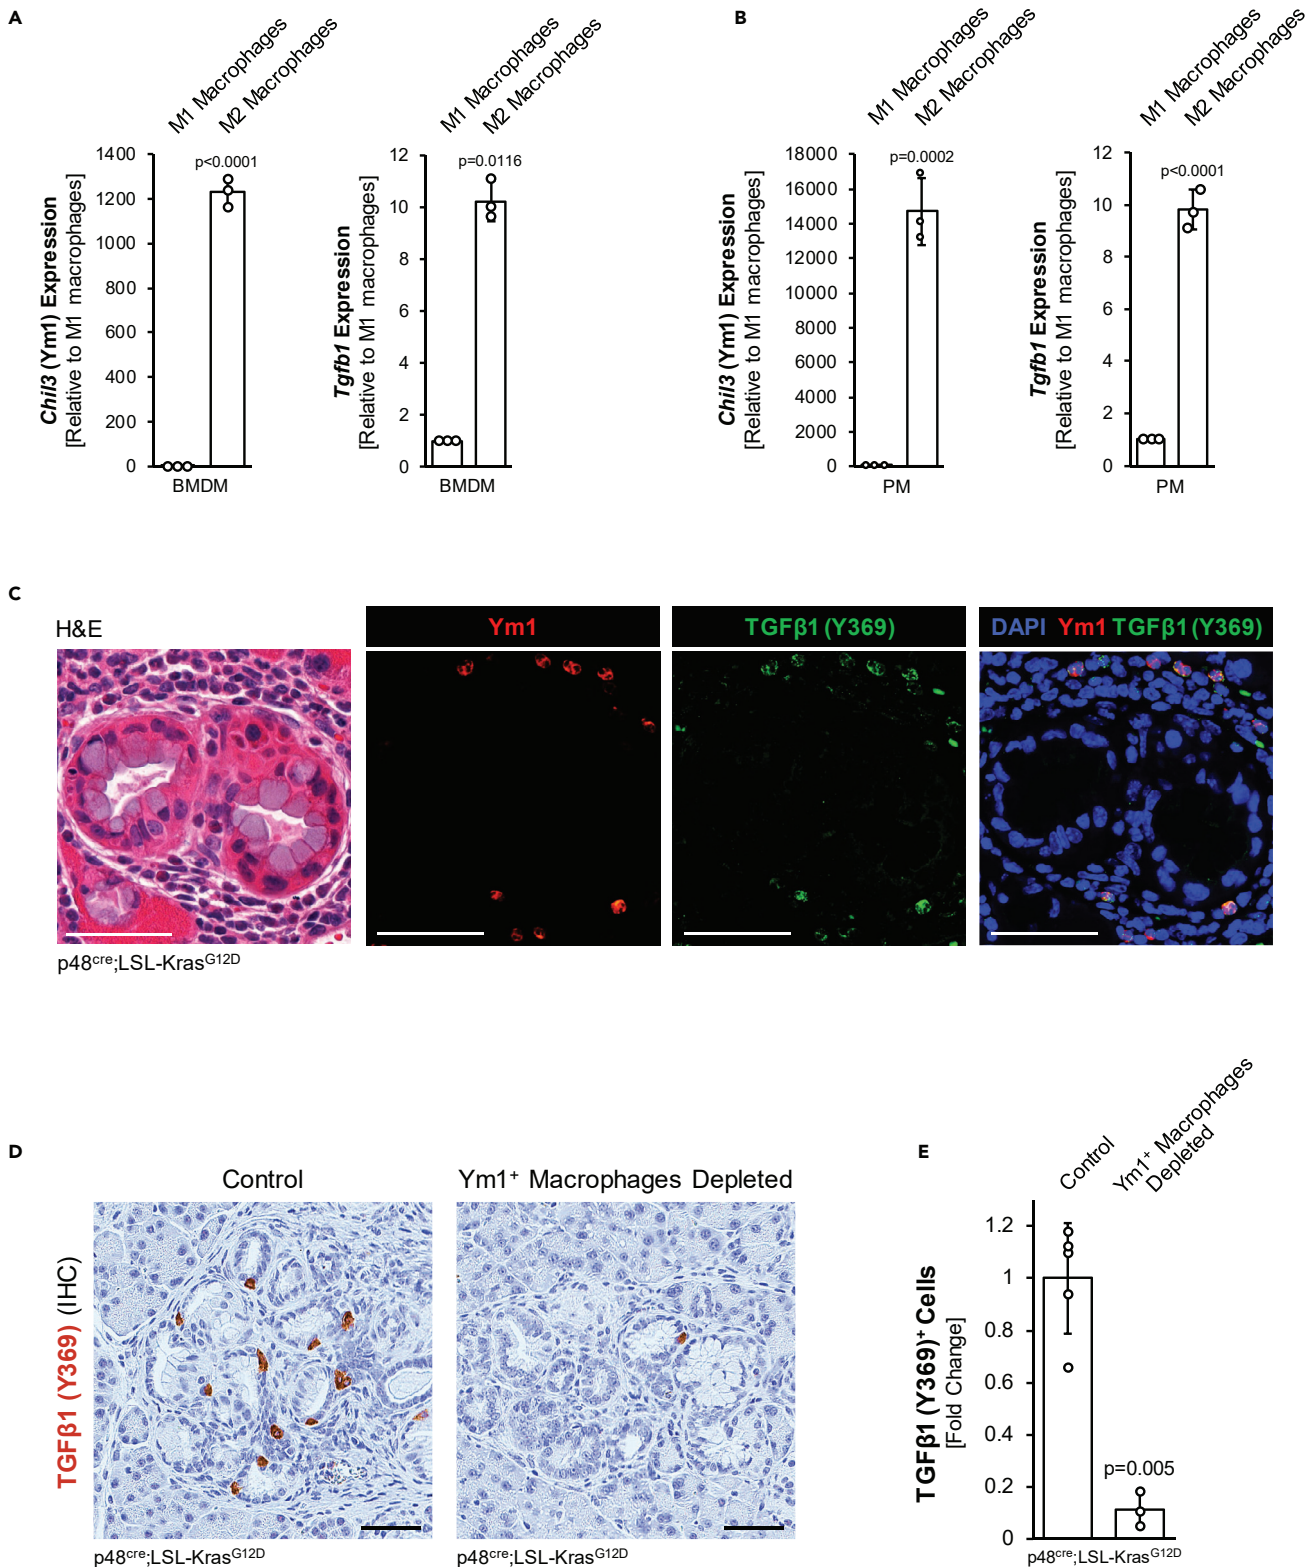 A
M1 Macrophages
M2 Macrophages
Chil3 (Ym1) Expression
[Relative to M1 macrophages]
1400
1200
1000
800
600
400
200
0
p<0.0001
BMDM
M1 Macrophages
M2 Macrophages
Tgfb1 Expression
[Relative to M1 macrophages]
12
10
8
6
4
2
0
p=0.0116
BMDM
B
M1 Macrophages
M2 Macrophages
Chil3 (Ym1) Expression
[Relative to M1 macrophages]
18000
16000
14000
12000
10000
8000
6000
4000
2000
0
p=0.0002
PM
M1 Macrophages
M2 Macrophages
Tgfb1 Expression
[Relative to M1 macrophages]
12
10
8
6
4
2
0
p<0.0001
PM
C
H&E
Ym1
TGFβ1 (Y369)
DAPI Ym1 TGFβ1 (Y369)
p48cre;LSL-KrasG12D
D
Control
Ym1+ Macrophages Depleted
TGFβ1 (Y369) (IHC)
p48cre;LSL-KrasG12D
p48cre;LSL-KrasG12D
E
Control
Ym1+ Macrophages
Depleted
TGFβ1 (Y369)+ Cells
[Fold Change]
1.2
1
0.8
0.6
0.4
0.2
0
p=0.005
p48cre;LSL-KrasG12D